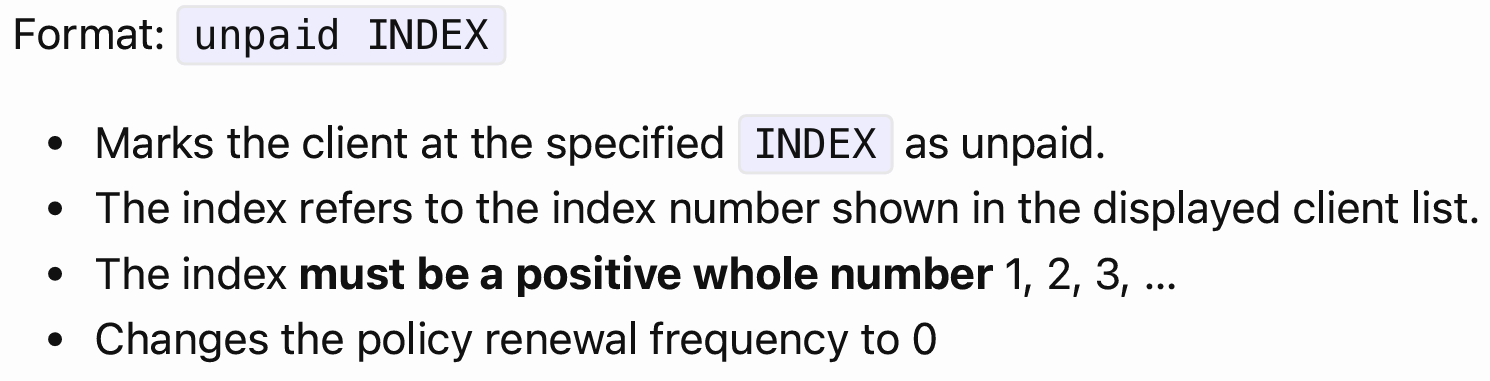 Format: unpaid INDEX
• Marks the client at the specified INDEX as unpaid.
• The index refers to the index number shown in the displayed client list.
• The index must be a positive whole number 1, 2, 3, …
• Changes the policy renewal frequency to 0